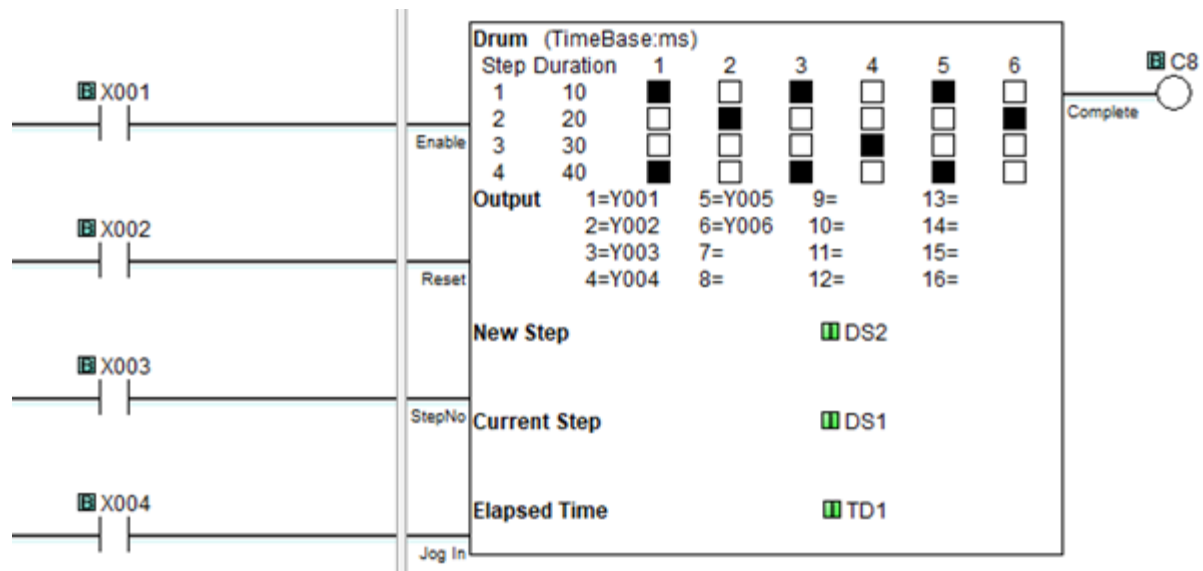 Drum (TimeBase:ms)
Step Duration 1 2 3 4 5 6
B C8
B X001
1 10
Complete
2 20
Enable
3 30
4 40
Output 1=Y001 5=Y005 9= 13=
B X002
2=Y002 6=Y006 10= 14=
3=Y003 7= 11= 15=
Reset
4=Y004 8= 12= 16=
New Step DS2
B X003
StepNo
Current Step DS1
B X004
Elapsed Time TD1
Jog In